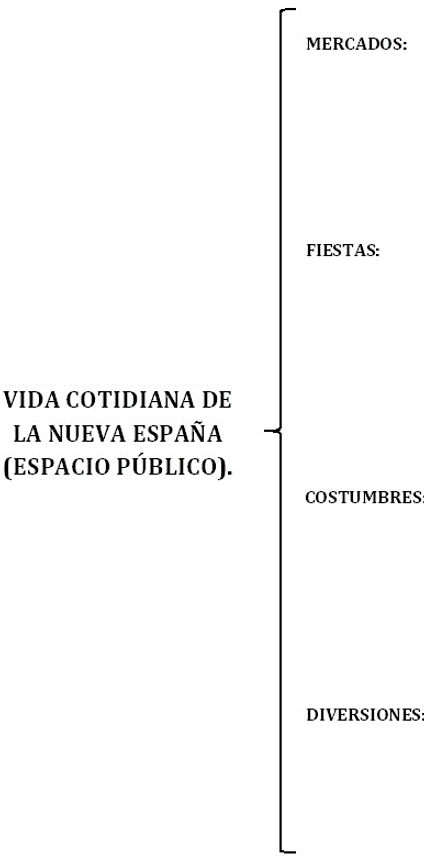 MERCADOS:
FIESTAS:
VIDA COTIDIANA DE
LA NUEVA ESPAÑA
(ESPACIO PÚBLICO).
COSTUMBRES:
DIVERSIONES: